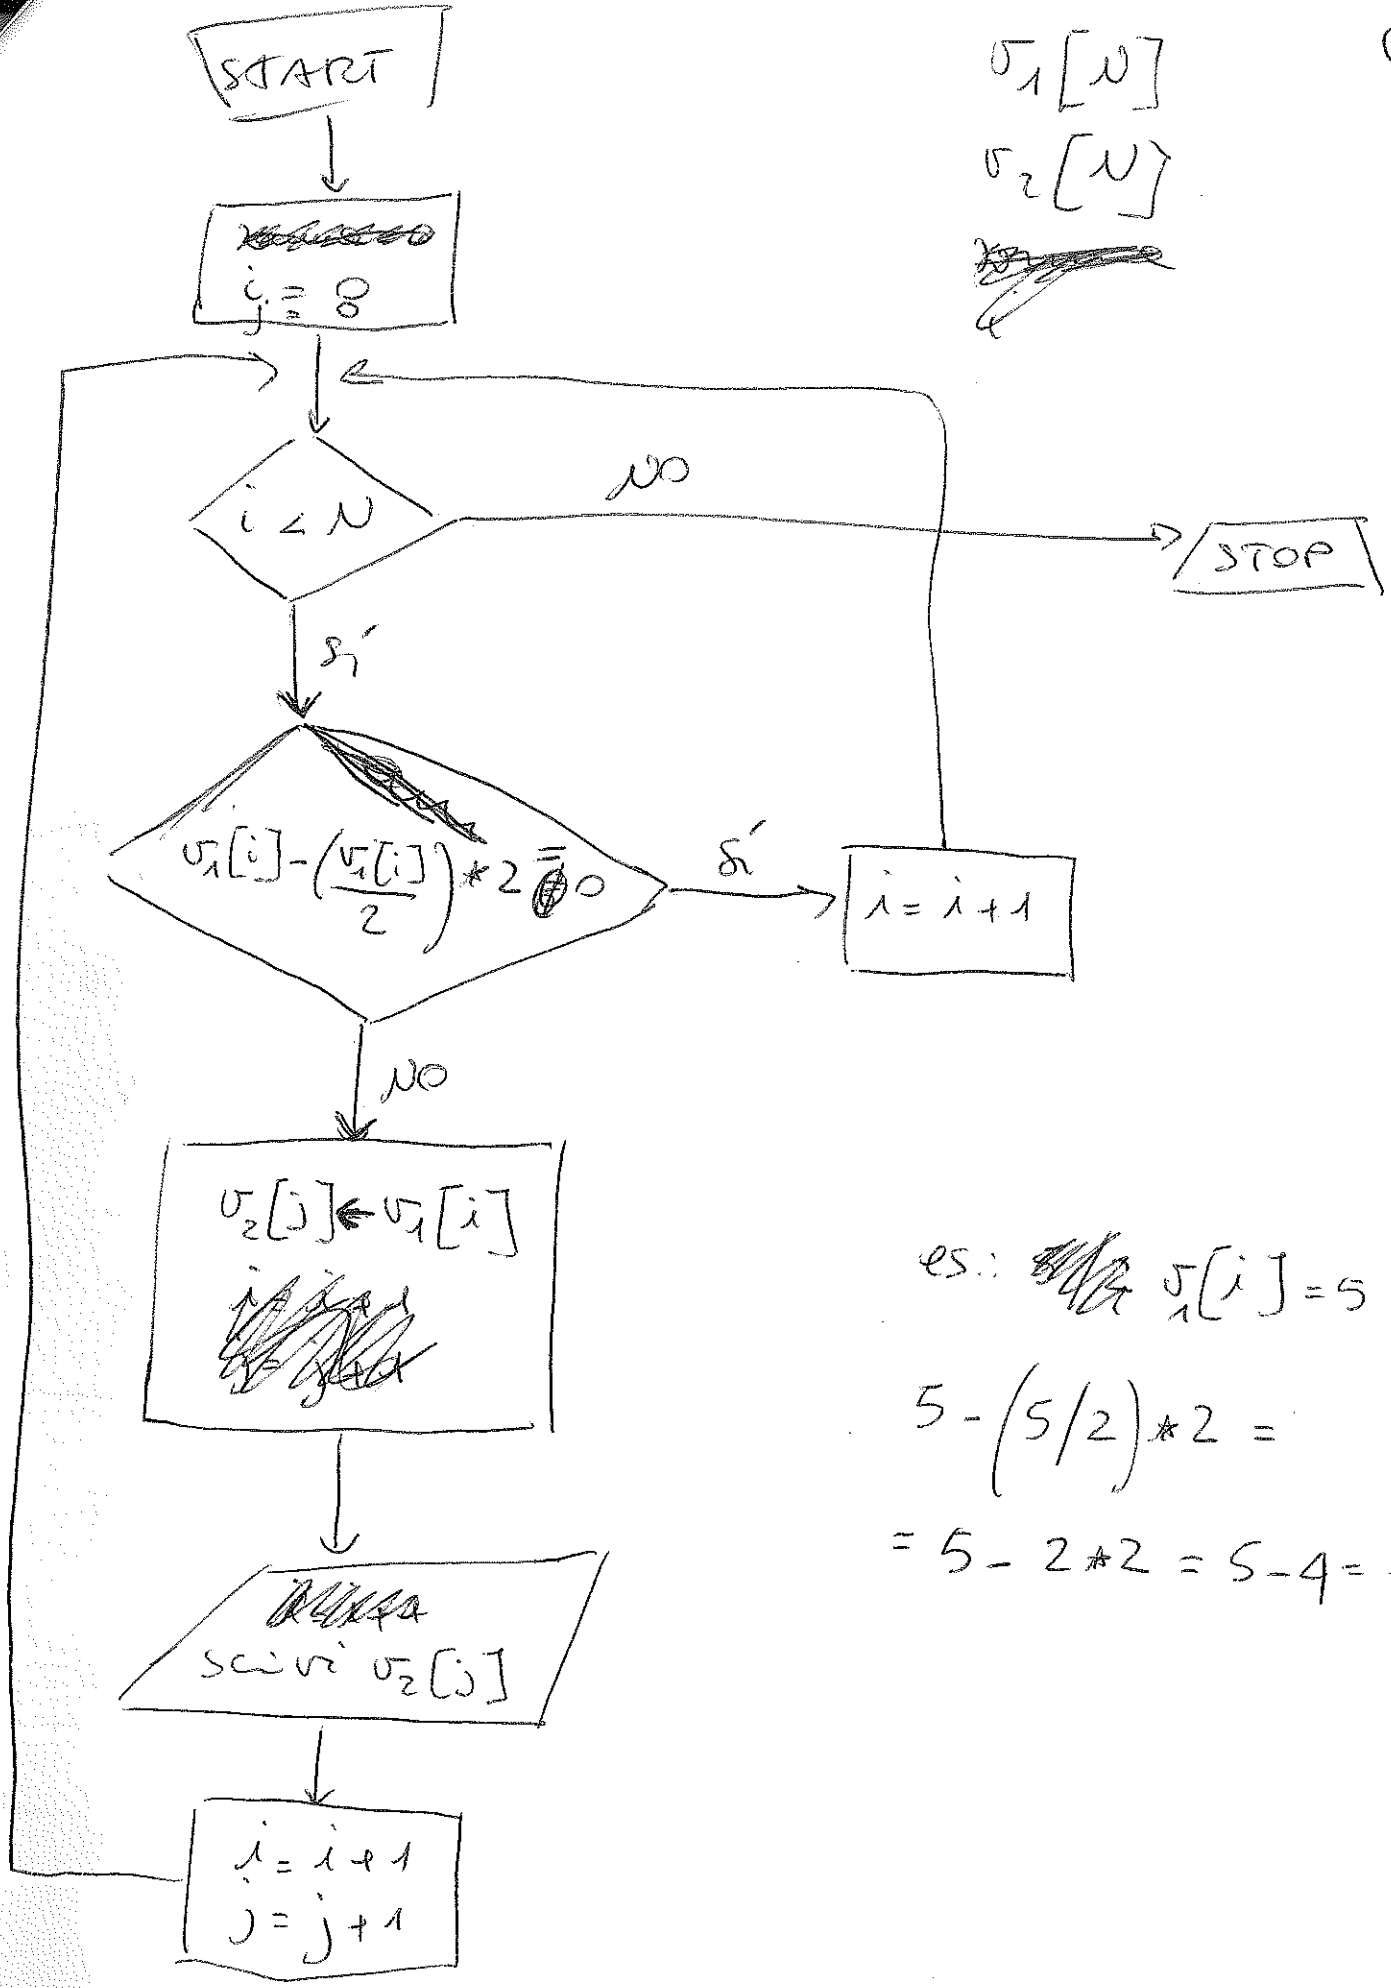 START
v₁[N]
v₂[N]
i = 0
j = 0
i < N
NO
STOP
Sì
v₁[i] - (v₁[i]/2) * 2 = 0
Sì
i = i + 1
NO
v₂[j] ← v₁[i]
es.: v₁[i] = 5
5 - (5/2) * 2 =
= 5 - 2 * 2 = 5 - 4 =
scrivi v₂[j]
i = i + 1
j = j + 1